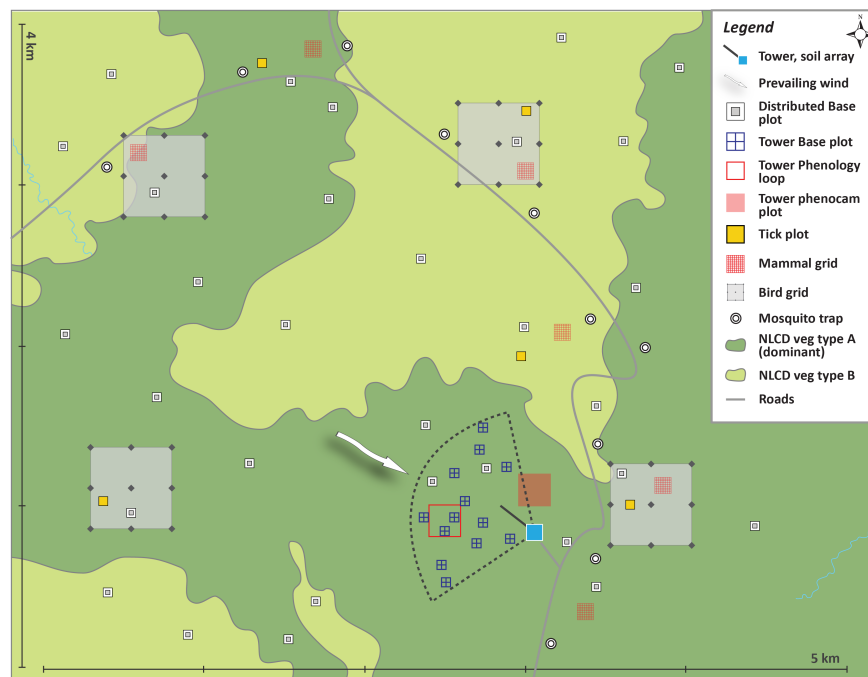 4 km
Legend
N
Tower, soil array
Prevailing wind
Distributed Base
plot
Tower Base plot
Tower Phenology
loop
Tower phenocam
plot
Tick plot
Mammal grid
Bird grid
Mosquito trap
NLCD veg type A
(dominant)
NLCD veg type B
Roads
5 km